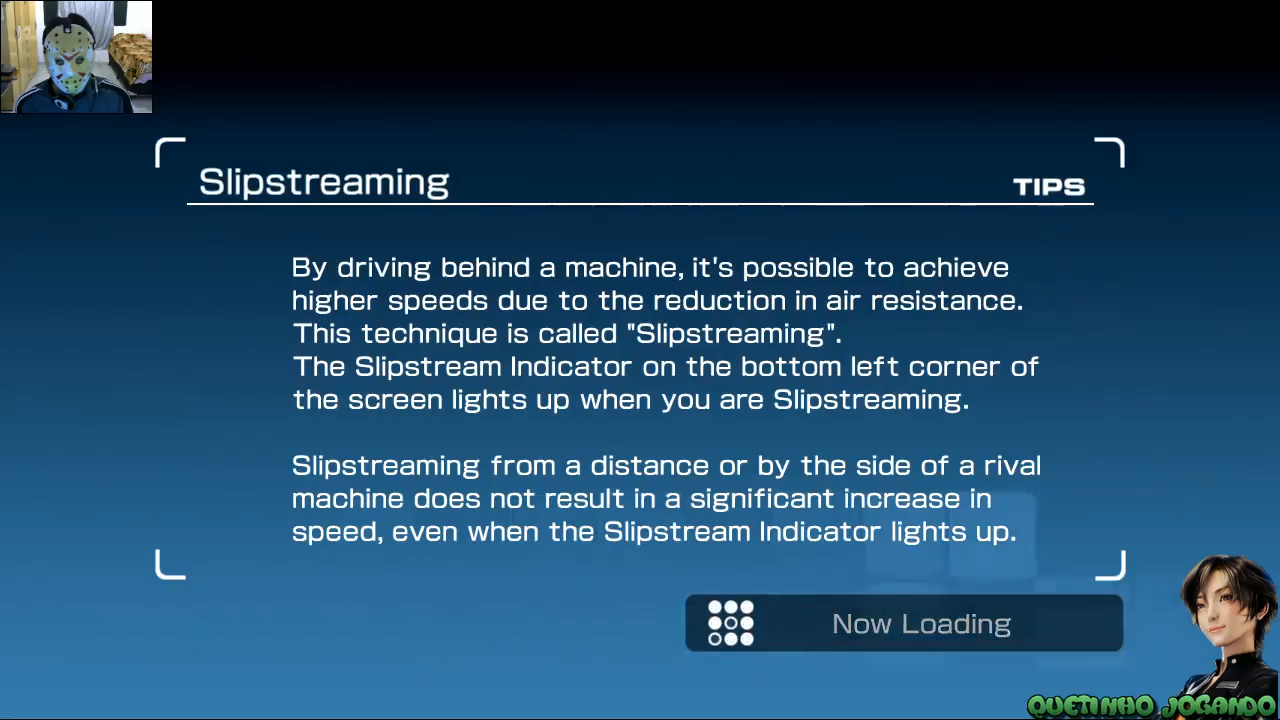 Slipstreaming
TIPS
By driving behind a machine, it's possible to achieve
higher speeds due to the reduction in air resistance.
This technique is called "Slipstreaming".
The Slipstream Indicator on the bottom left corner of
the screen lights up when you are Slipstreaming.
Slipstreaming from a distance or by the side of a rival
machine does not result in a significant increase in
speed, even when the Slipstream Indicator lights up.
Now Loading
QUETINHO JOGANDO